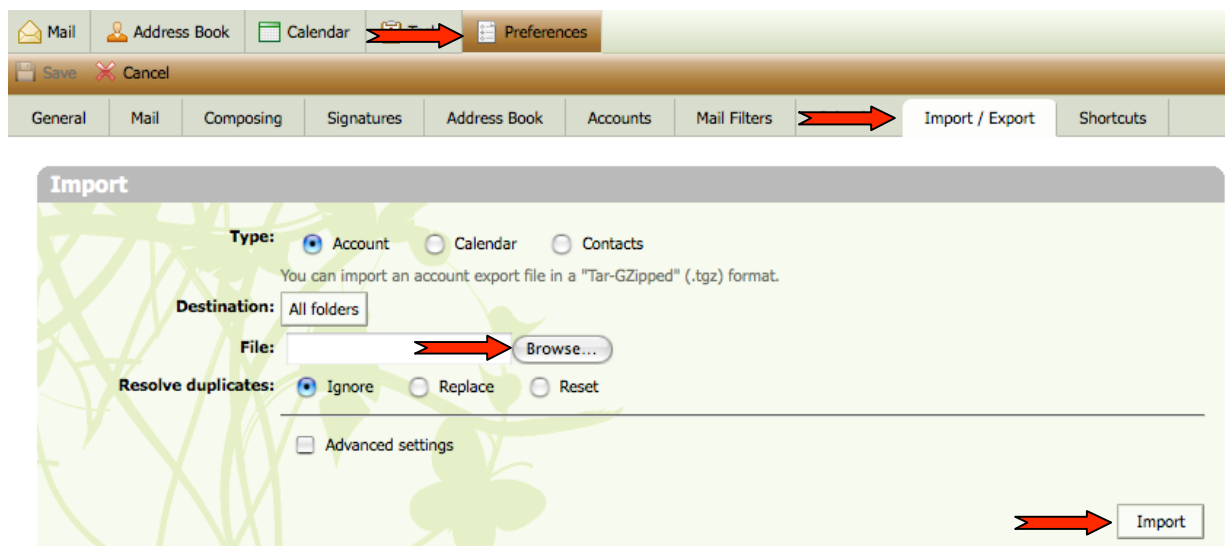 Mail Address Book Calendar Preferences
Save Cancel
General Mail Composing Signatures Address Book Accounts Mail Filters Import / Export Shortcuts
Import
Type: Account Calendar Contacts
You can import an account export file in a "Tar-GZipped" (.tgz) format.
Destination: All folders
File: Browse...
Resolve duplicates: Ignore Replace Reset
Advanced settings
Import